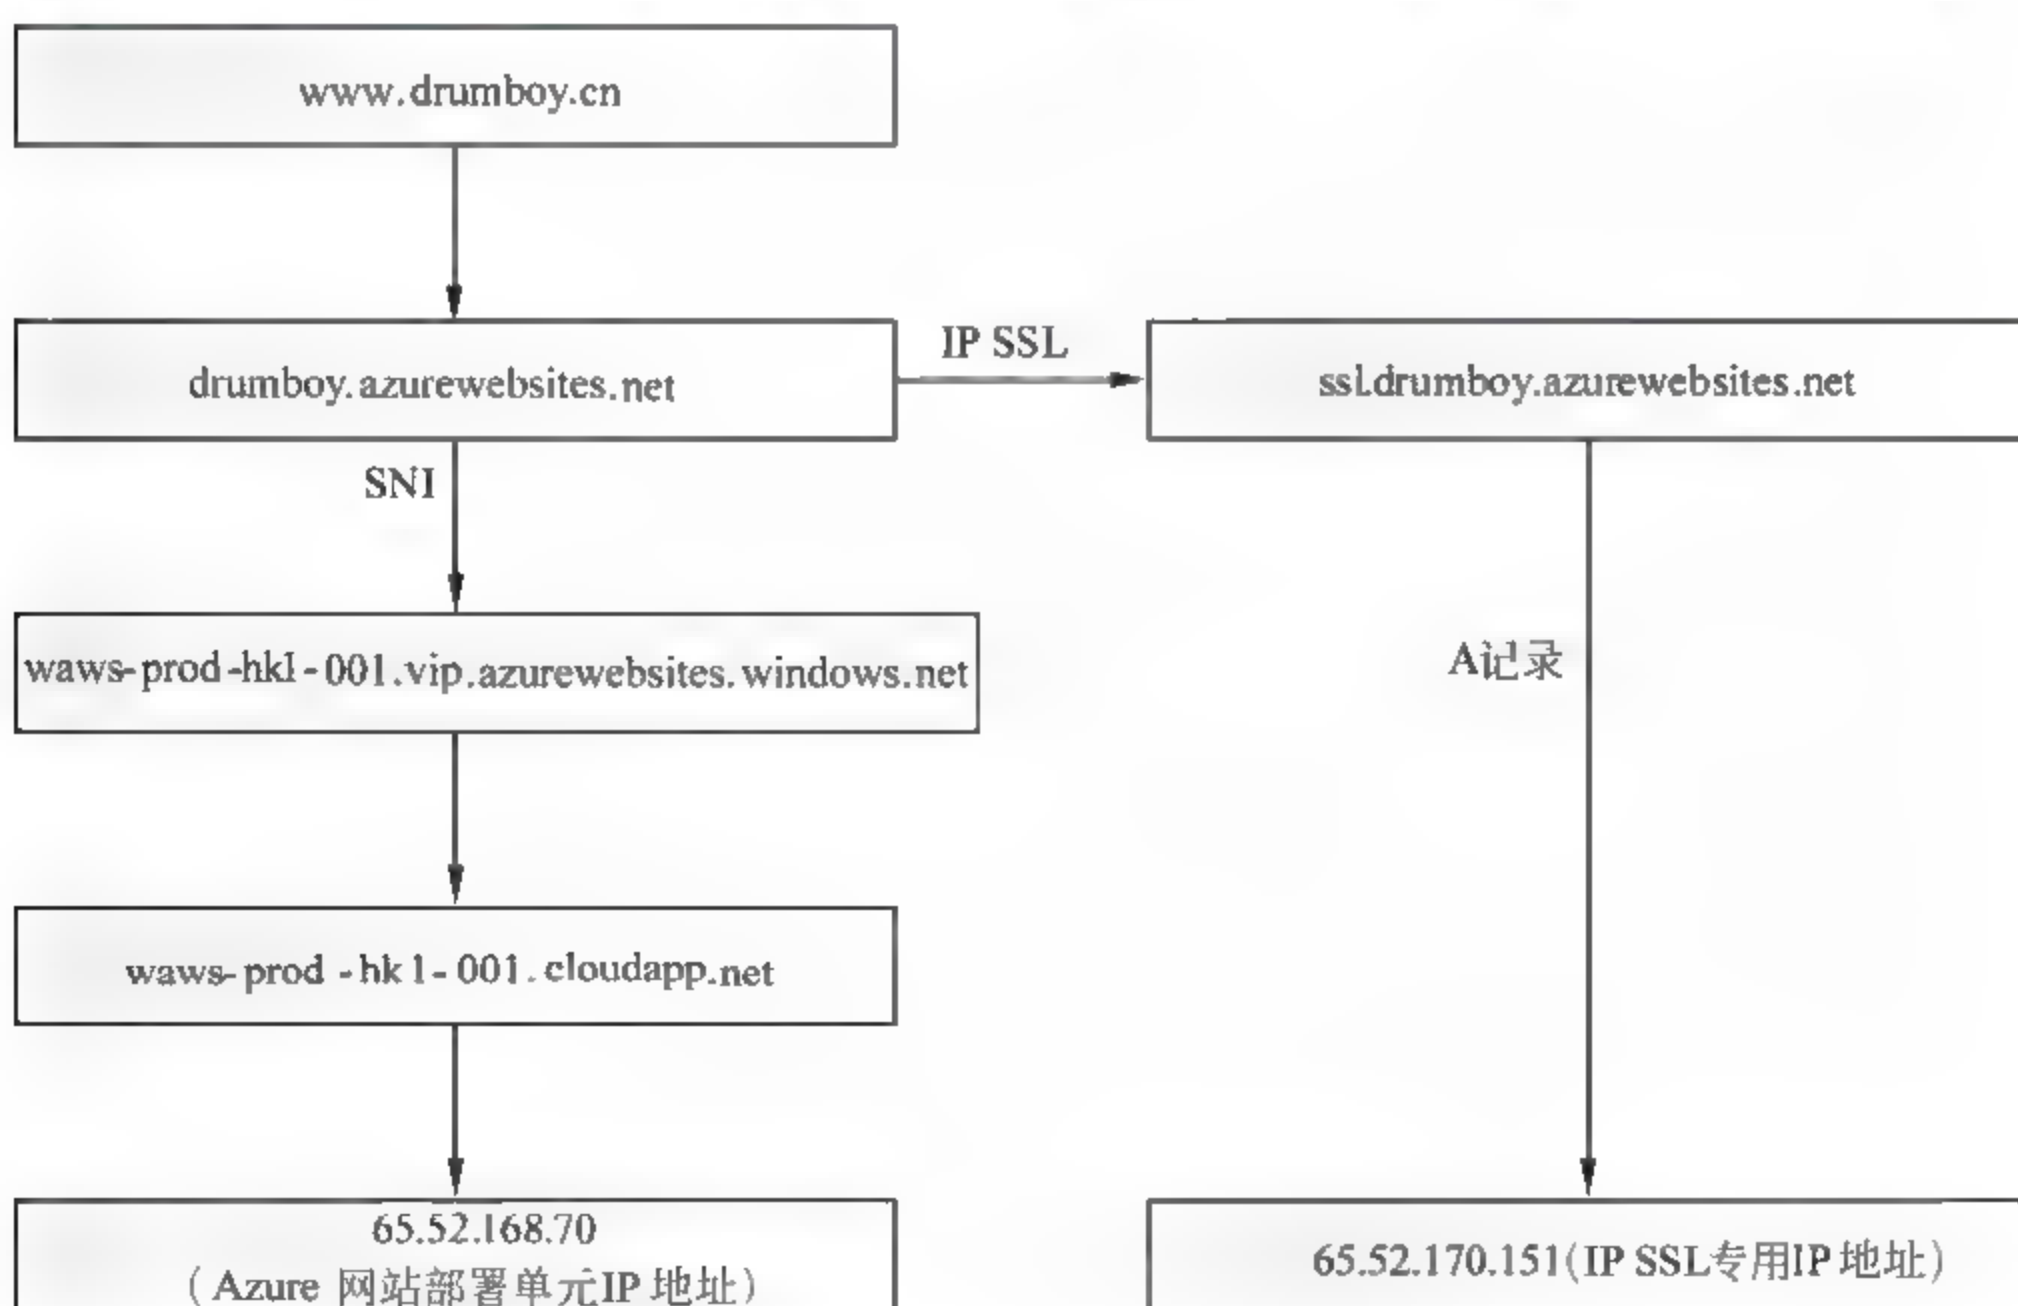 www.drumboy.cn
drumboy.azurewebsites.net
IP SSL
ssl.drumboy.azurewebsites.net
SNI
waws-prod-hk1-001.vip.azurewebsites.windows.net
A记录
waws-prod-hk1-001.cloudapp.net
65.52.168.70
(Azure 网站部署单元IP 地址)
65.52.170.151(IP SSL专用IP 地址)